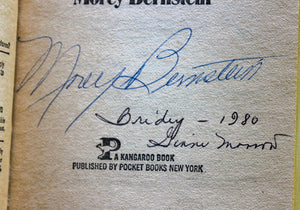 Morey Bernstein
Morey Bernstein
Bridey - 1980
P
A KANGAROO BOOK
PUBLISHED BY POCKET BOOKS NEW YORK